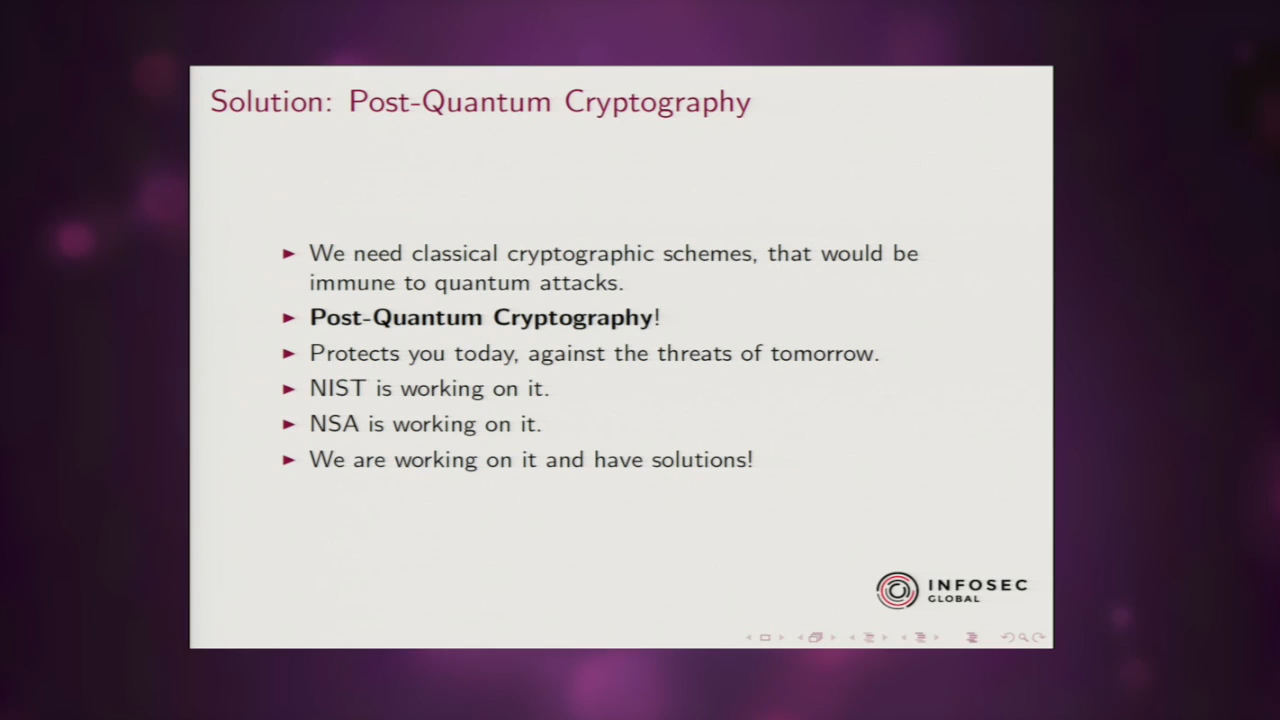 Solution: Post-Quantum Cryptography
We need classical cryptographic schemes, that would be
immune to quantum attacks.
Post-Quantum Cryptography!
Protects you today, against the threats of tomorrow.
NIST is working on it.
NSA is working on it.
We are working on it and have solutions!
INFOSEC
GLOBAL